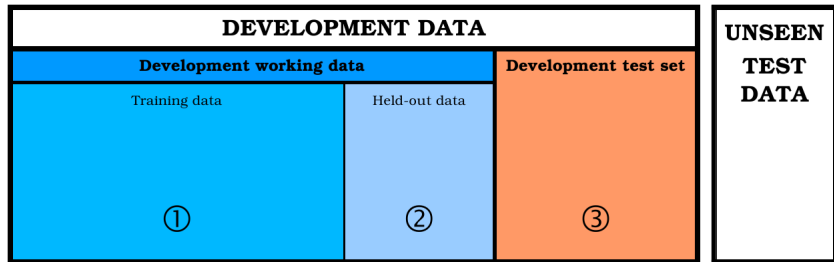 DEVELOPMENT DATA
Development working data
Development test set
Training data
Held-out data
①
②
③
UNSEEN
TEST
DATA